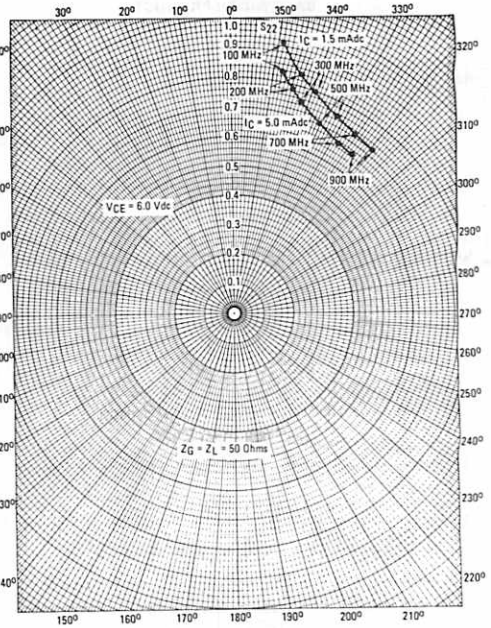 30° 20° 10° 0° 350° 340° 330°
1.0
0.9
0.8
0.7
0.6
0.5
0.4
0.3
0.2
0.1
S22
IC = 1.5 mAdc
100 MHz
300 MHz
200 MHz
500 MHz
IC = 5.0 mAdc
700 MHz
900 MHz
VCE = 6.0 Vdc
ZG = ZL = 50 Ohms
320°
310°
300°
290°
280°
270°
260°
250°
240°
230°
220°
150° 160° 170° 180° 190° 200° 210°